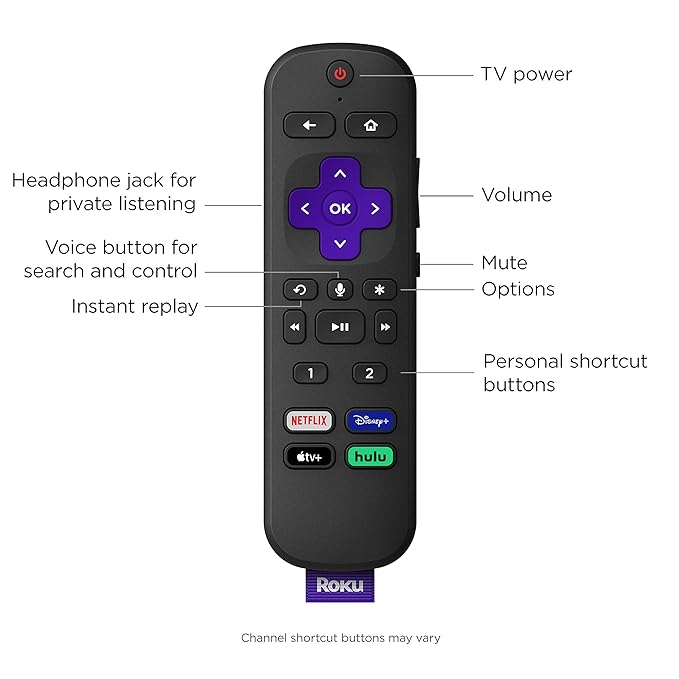 TV power
Headphone jack for
private listening
OK
Volume
Voice button for
search and control
Mute
Options
Instant replay
1
2
Personal shortcut
buttons
NETFLIX
Disney+
tv+
hulu
Roku
Channel shortcut buttons may vary